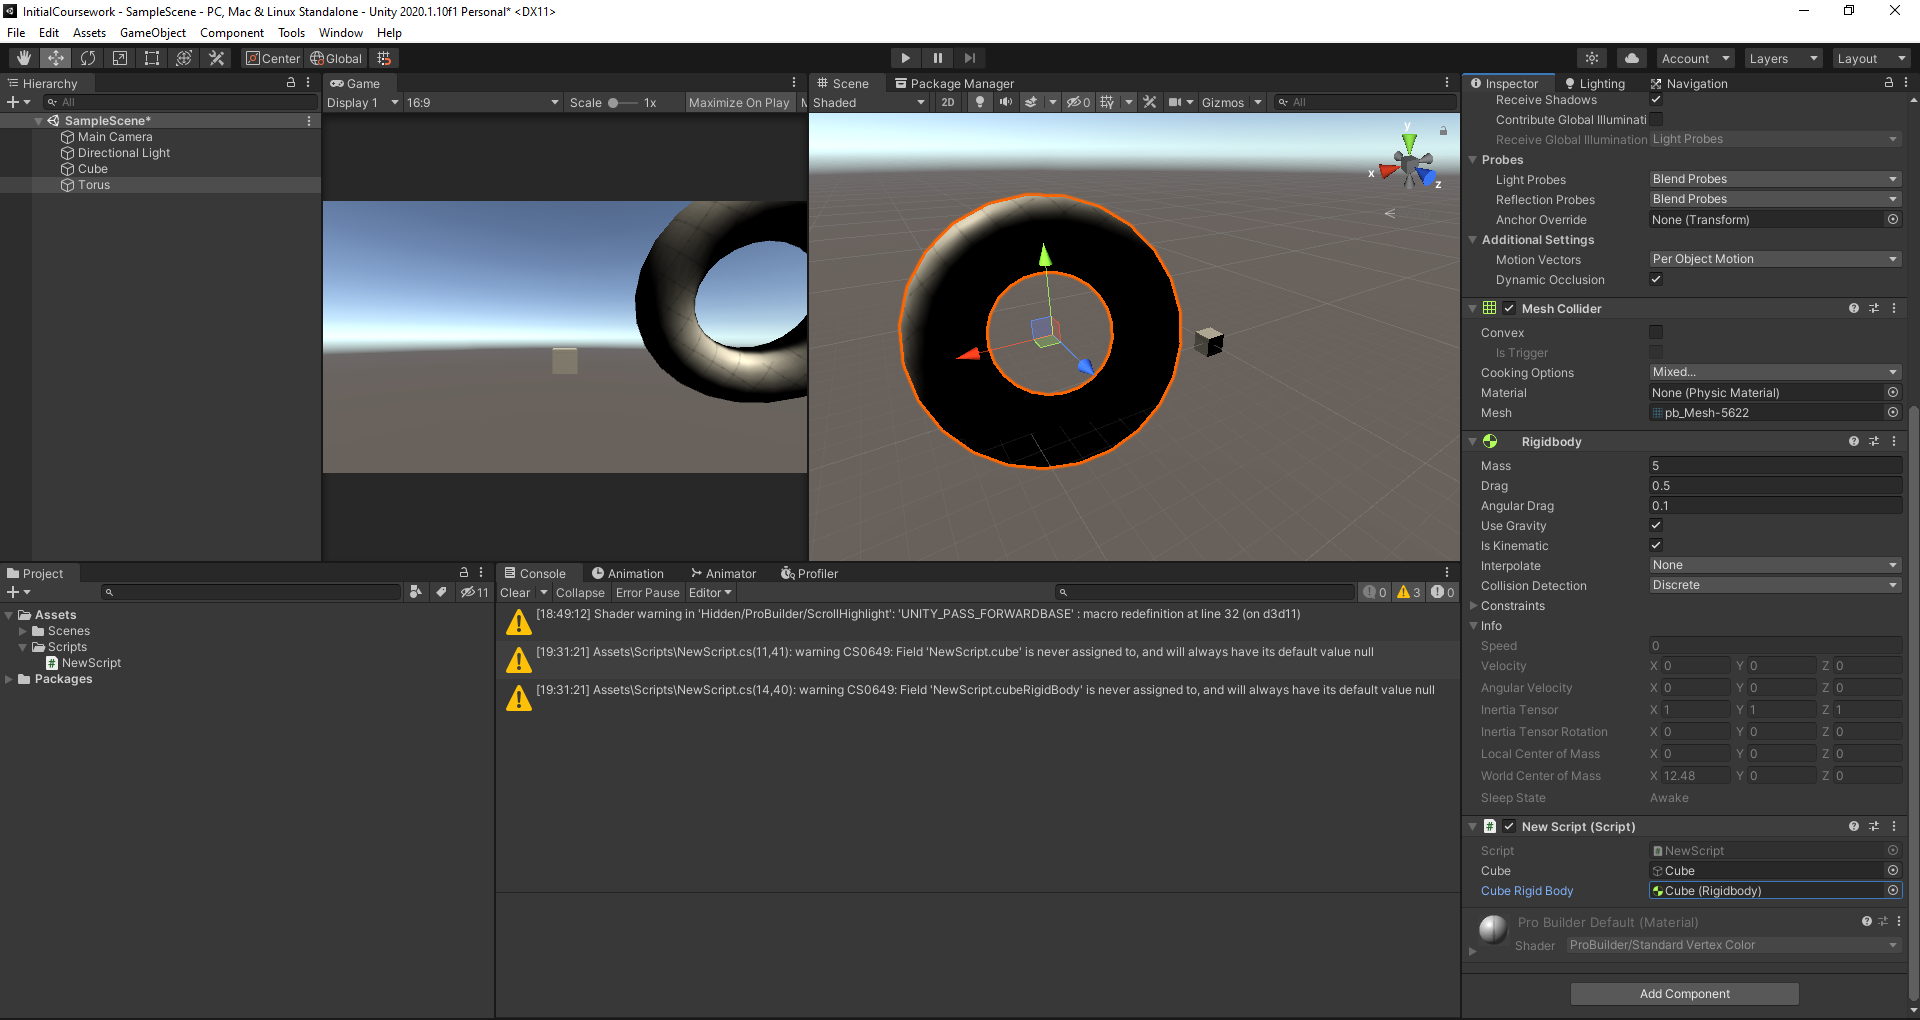 InitialCoursework - SampleScene - PC, Mac & Linux Standalone - Unity 2020.1.10f1 Personal* <DX11>
File Edit Assets GameObject Component Tools Window Help
Center Global Account Layers Layout
Hierarchy
All
SampleScene*
Main Camera
Directional Light
Cube
Torus
Game
Display 1 16:9 Scale 1x Maximize On Play M
Scene Package Manager
Shaded 2D 0 Gizmos All
y
x
z
Project
11
Assets
Scenes
Scripts
NewScript
Packages
Console Animation Animator Profiler
Clear Collapse Error Pause Editor 0 3 0
[18:49:12] Shader warning in 'Hidden/ProBuilder/ScrollHighlight': 'UNITY_PASS_FORWARDBASE' : macro redefinition at line 32 (on d3d11)
[19:31:21] Assets\Scripts\NewScript.cs(11,41): warning CS0649: Field 'NewScript.cube' is never assigned to, and will always have its default value null
[19:31:21] Assets\Scripts\NewScript.cs(14,40): warning CS0649: Field 'NewScript.cubeRigidBody' is never assigned to, and will always have its default value null
Inspector Lighting Navigation
Receive Shadows
Contribute Global Illuminati
Receive Global Illumination Light Probes
Probes
Light Probes Blend Probes
Reflection Probes Blend Probes
Anchor Override None (Transform)
Additional Settings
Motion Vectors Per Object Motion
Dynamic Occlusion
Mesh Collider
Convex
Is Trigger
Cooking Options Mixed...
Material None (Physic Material)
Mesh pb_Mesh-5622
Rigidbody
Mass 5
Drag 0.5
Angular Drag 0.1
Use Gravity
Is Kinematic
Interpolate None
Collision Detection Discrete
Constraints
Info
Speed 0
Velocity X 0 Y 0 Z 0
Angular Velocity X 0 Y 0 Z 0
Inertia Tensor X 1 Y 1 Z 1
Inertia Tensor Rotation X 0 Y 0 Z 0
Local Center of Mass X 0 Y 0 Z 0
World Center of Mass X 12.48 Y 0 Z 0
Sleep State Awake
# New Script (Script)
Script NewScript
Cube Cube
Cube Rigid Body Cube (Rigidbody)
Pro Builder Default (Material)
Shader ProBuilder/Standard Vertex Color
Add Component